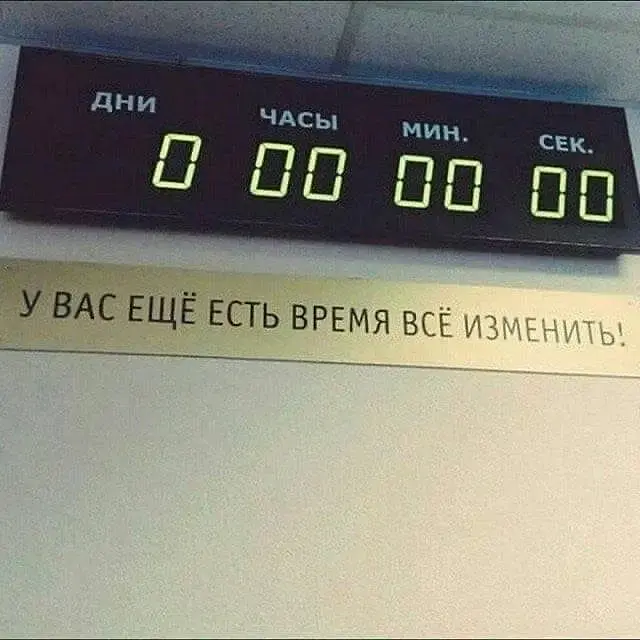 ДНИ ЧАСЫ МИН. СЕК.
0 00 00 00
У ВАС ЕЩЁ ЕСТЬ ВРЕМЯ ВСЁ ИЗМЕНИТЬ!